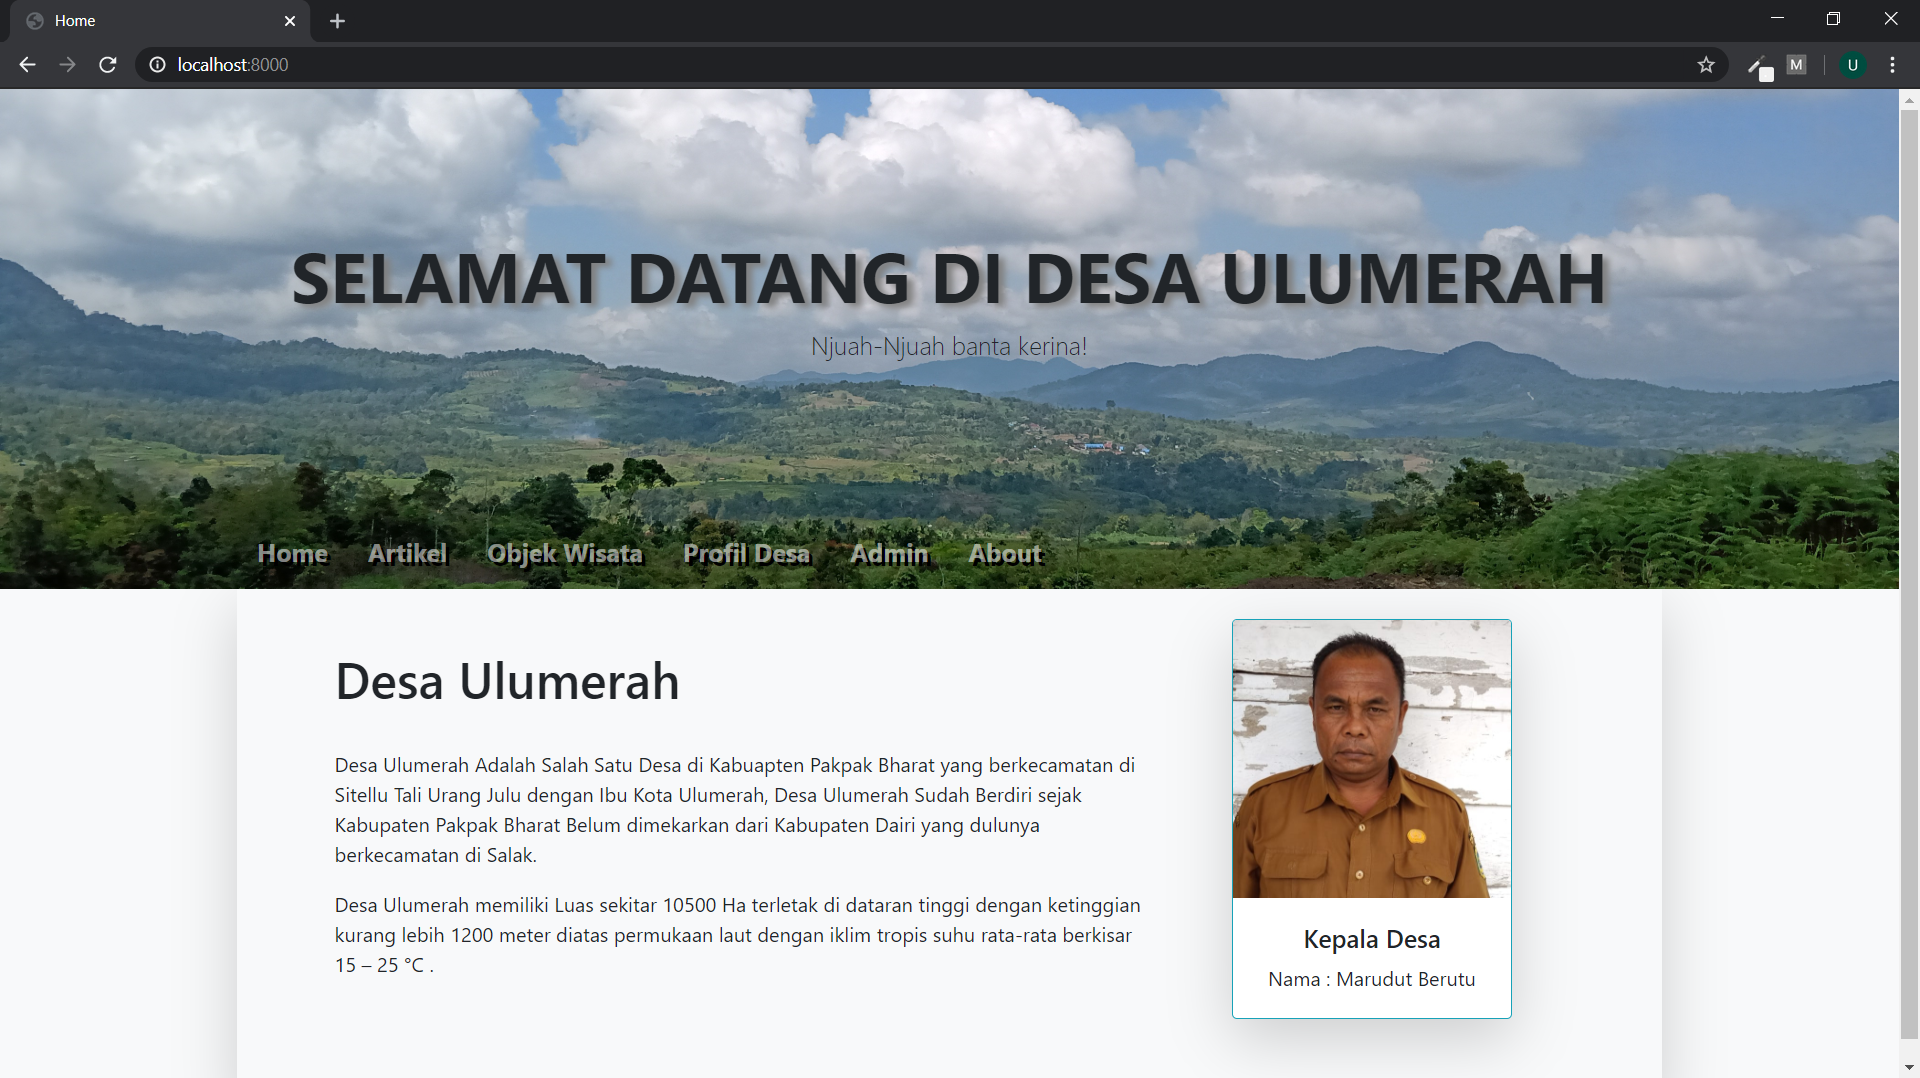 Home
localhost:8000
M
U
SELAMAT DATANG DI DESA ULUMERAH
Njuah-Njuah banta kerina!
Home Artikel Objek Wisata Profil Desa Admin About
Desa Ulumerah
Desa Ulumerah Adalah Salah Satu Desa di Kabuapten Pakpak Bharat yang berkecamatan di
Sitellu Tali Urang Julu dengan Ibu Kota Ulumerah, Desa Ulumerah Sudah Berdiri sejak
Kabupaten Pakpak Bharat Belum dimekarkan dari Kabupaten Dairi yang dulunya
berkecamatan di Salak.
Desa Ulumerah memiliki Luas sekitar 10500 Ha terletak di dataran tinggi dengan ketinggian
kurang lebih 1200 meter diatas permukaan laut dengan iklim tropis suhu rata-rata berkisar
15 – 25 °C .
Kepala Desa
Nama : Marudut Berutu